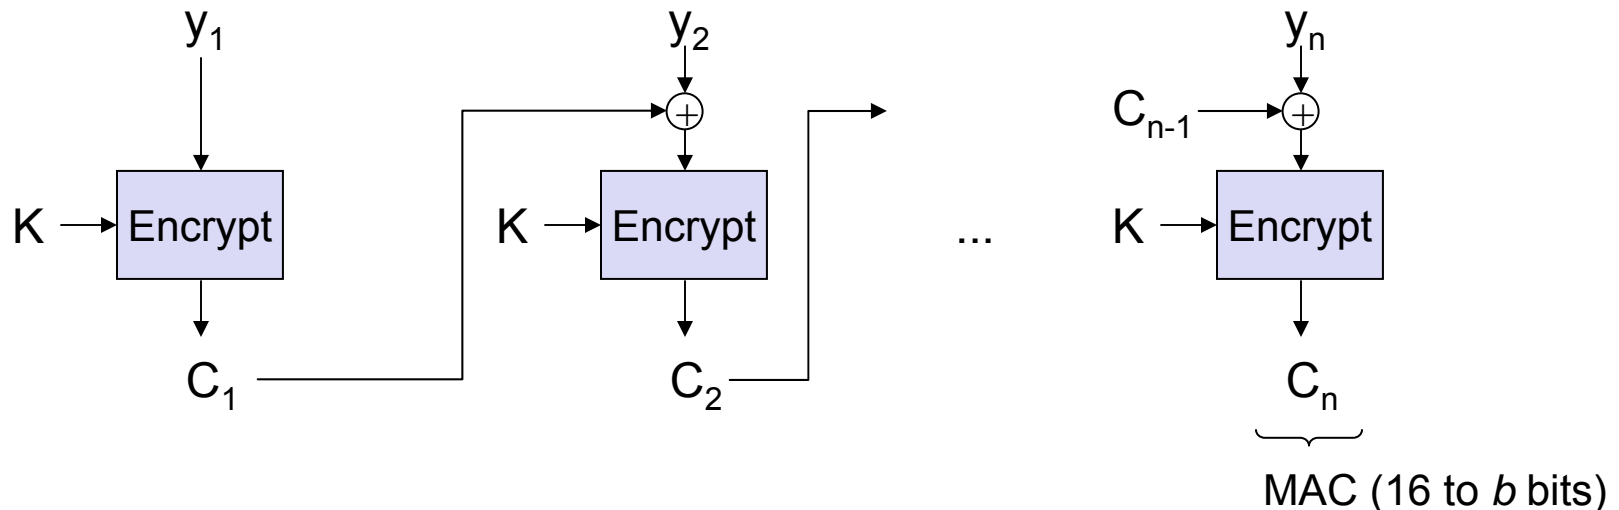 y1 y2 yn
Cn-1
K Encrypt K Encrypt ... K Encrypt
C1 C2 Cn
MAC (16 to b bits)